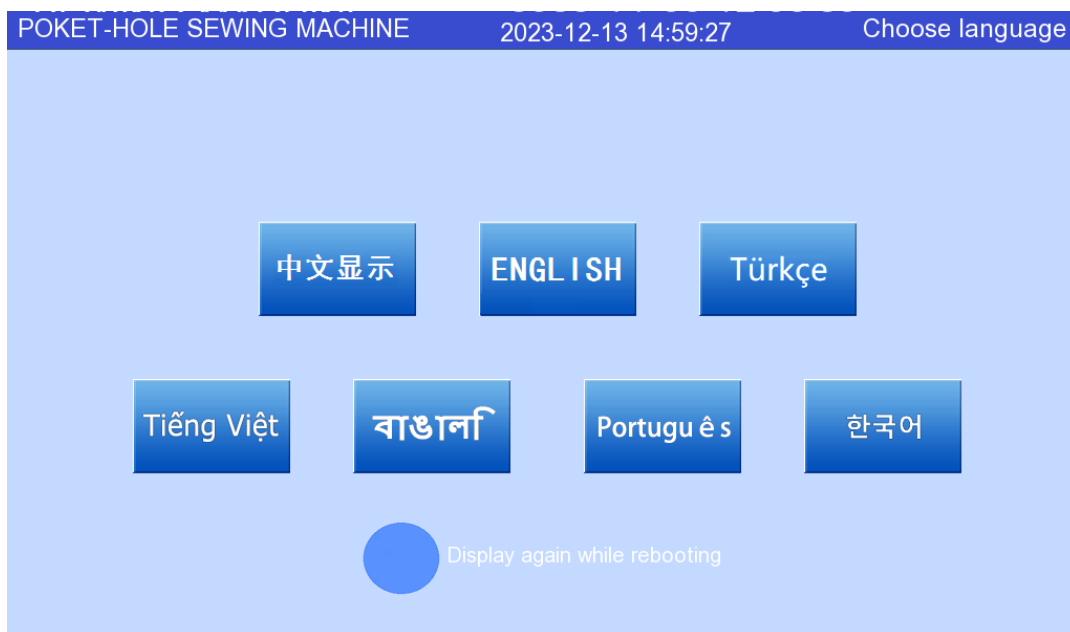 POKET-HOLE SEWING MACHINE 2023-12-13 14:59:27 Choose language
中文显示 ENGLISH Türkçe
Tiếng Việt বাঙালি Português 한국어
Display again while rebooting